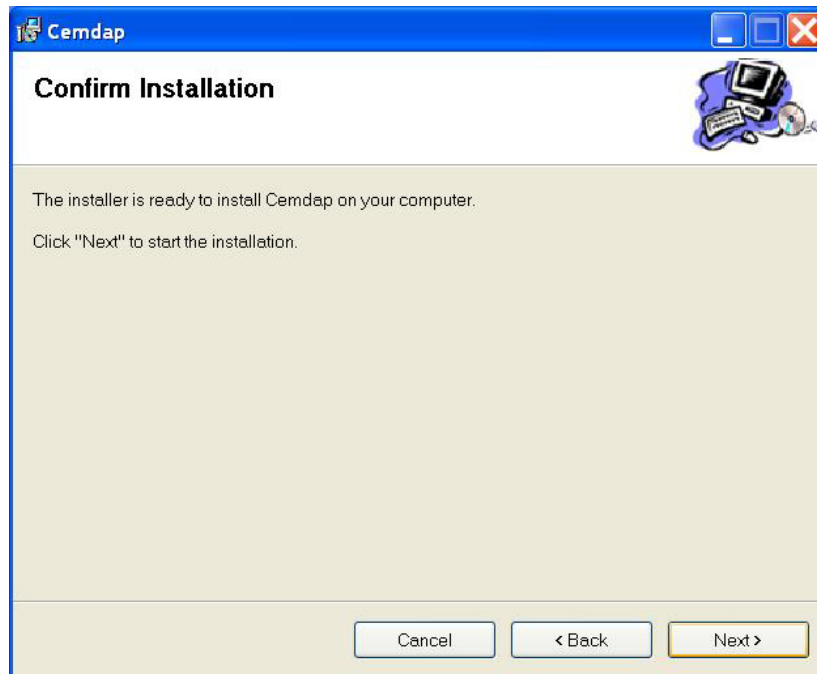 Cemdap
Confirm Installation
The installer is ready to install Cemdap on your computer.
Click "Next" to start the installation.
Cancel
< Back
Next >